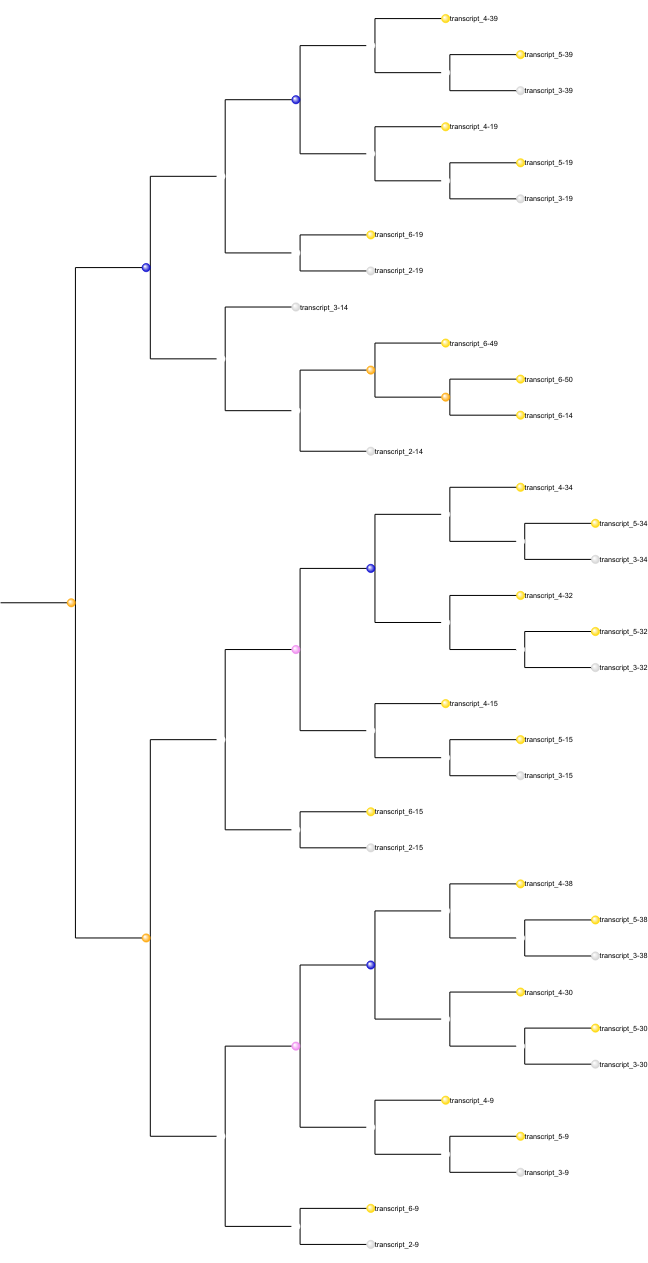 transcript_4-39
transcript_5-39
transcript_3-39
transcript_4-19
transcript_5-19
transcript_3-19
transcript_6-19
transcript_2-19
transcript_3-14
transcript_6-49
transcript_6-50
transcript_6-14
transcript_2-14
transcript_4-34
transcript_5-34
transcript_3-34
transcript_4-32
transcript_5-32
transcript_3-32
transcript_4-15
transcript_5-15
transcript_3-15
transcript_6-15
transcript_2-15
transcript_4-38
transcript_5-38
transcript_3-38
transcript_4-30
transcript_5-30
transcript_3-30
transcript_4-9
transcript_5-9
transcript_3-9
transcript_6-9
transcript_2-9